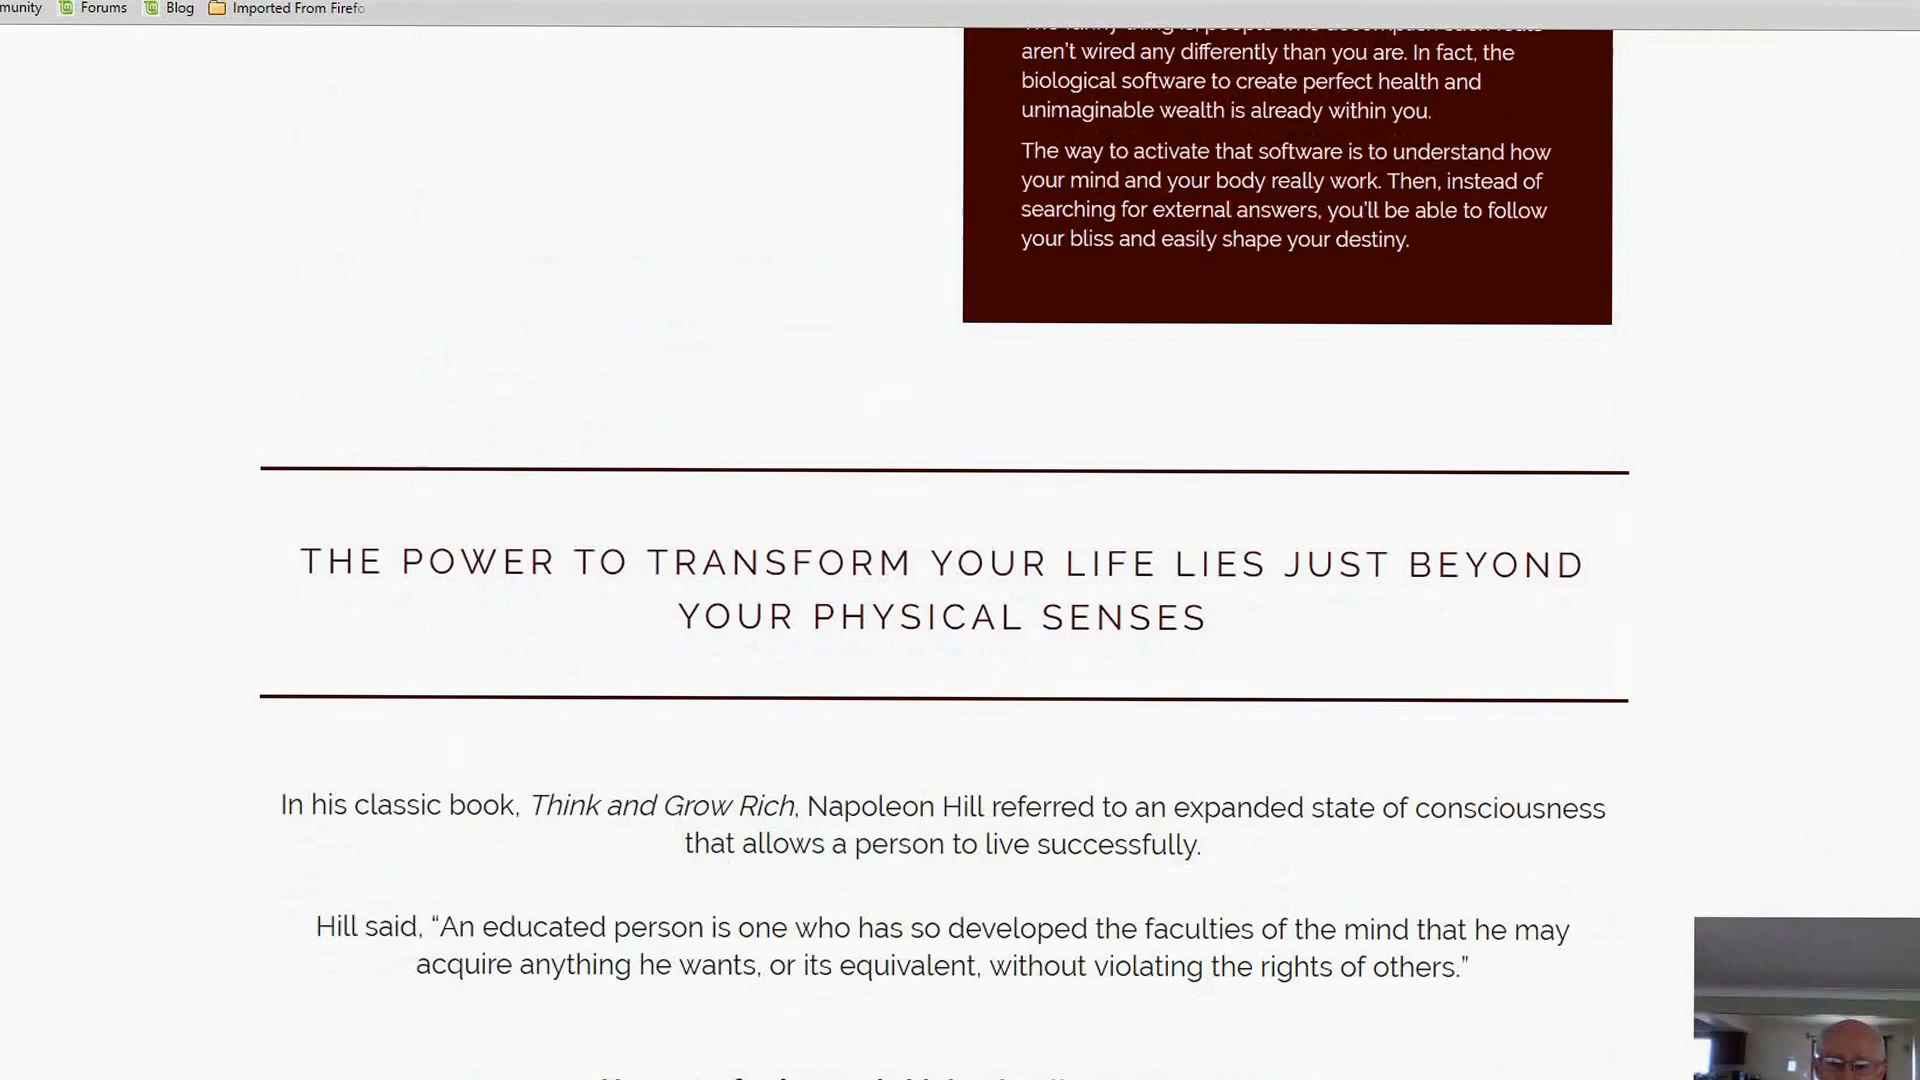 munity Forums Blog Imported From Firefo
aren't wired any differently than you are. In fact, the
biological software to create perfect health and
unimaginable wealth is already within you.
The way to activate that software is to understand how
your mind and your body really work. Then, instead of
searching for external answers, you'll be able to follow
your bliss and easily shape your destiny.
THE POWER TO TRANSFORM YOUR LIFE LIES JUST BEYOND
YOUR PHYSICAL SENSES
In his classic book, Think and Grow Rich, Napoleon Hill referred to an expanded state of consciousness
that allows a person to live successfully.
Hill said, “An educated person is one who has so developed the faculties of the mind that he may
acquire anything he wants, or its equivalent, without violating the rights of others.”